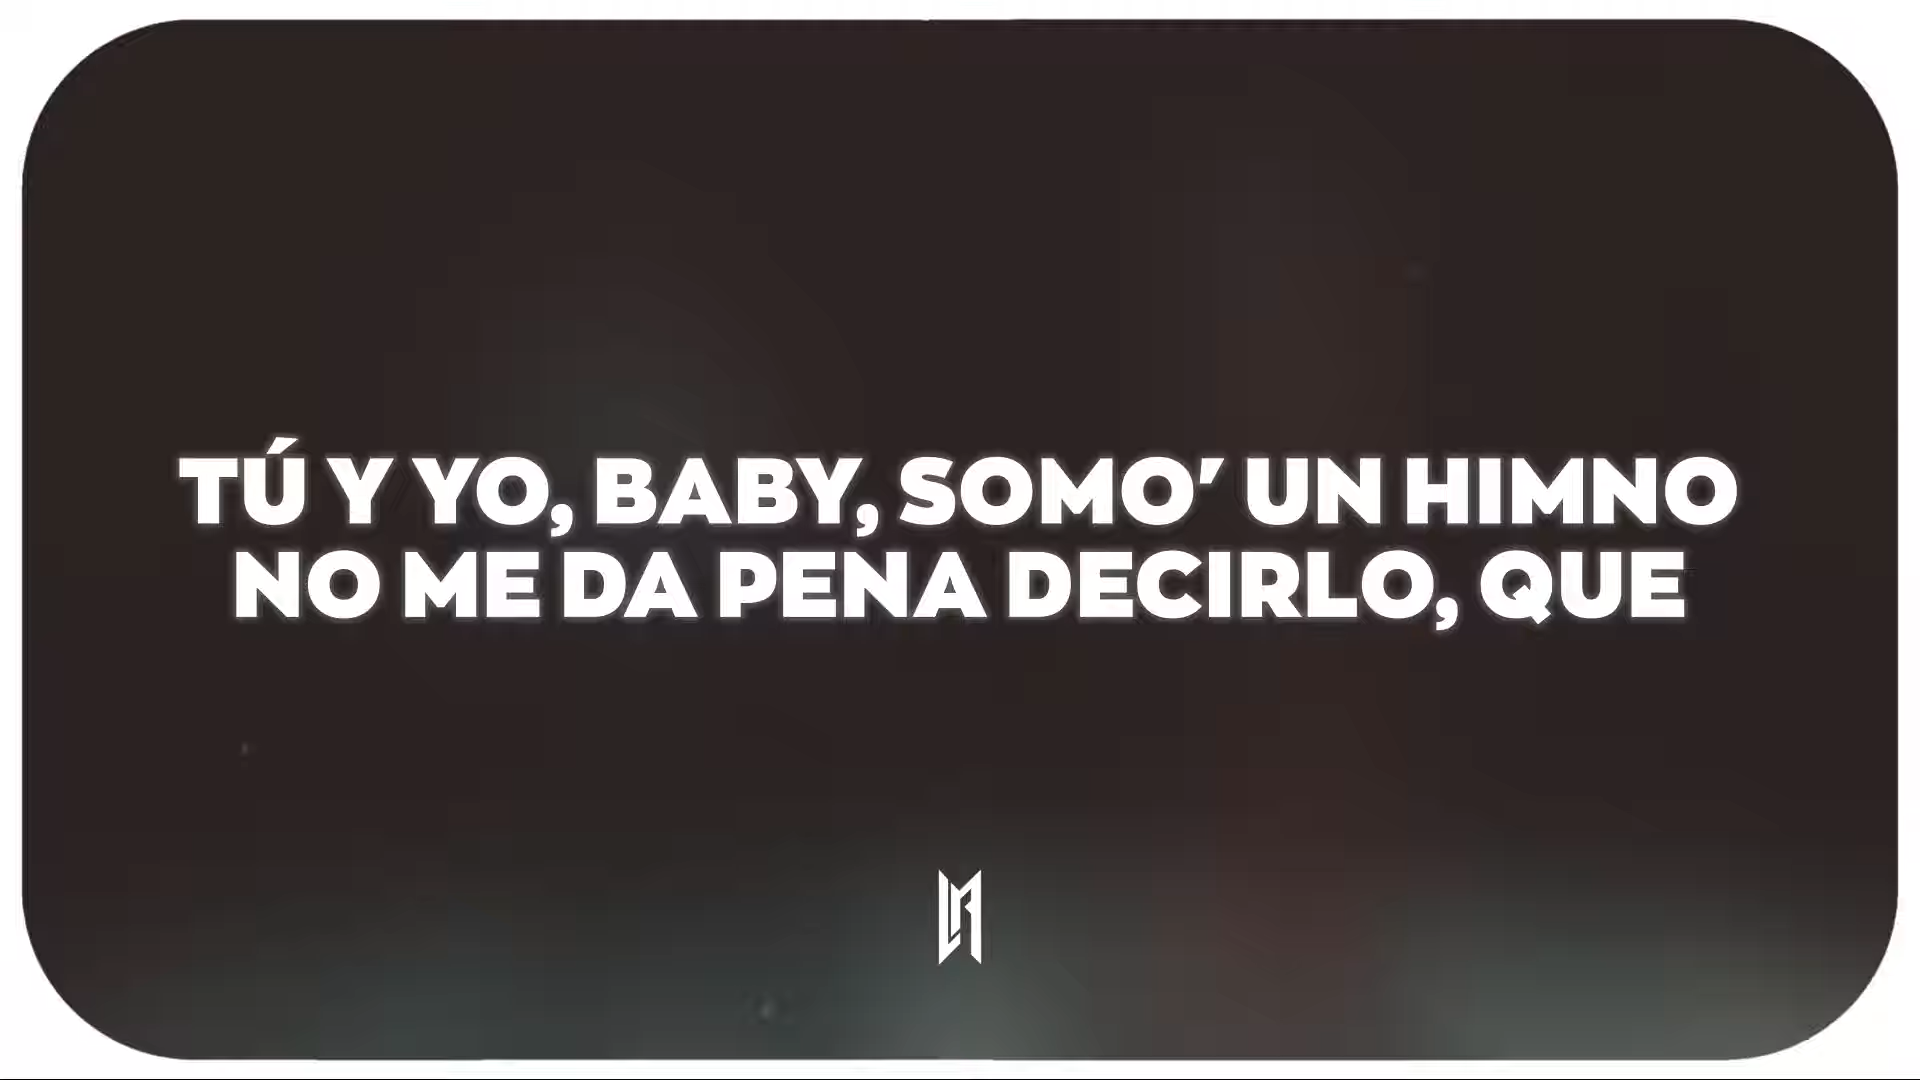 TÚ Y YO, BABY, SOMO' UN HIMNO
NO ME DA PENA DECIRLO, QUE